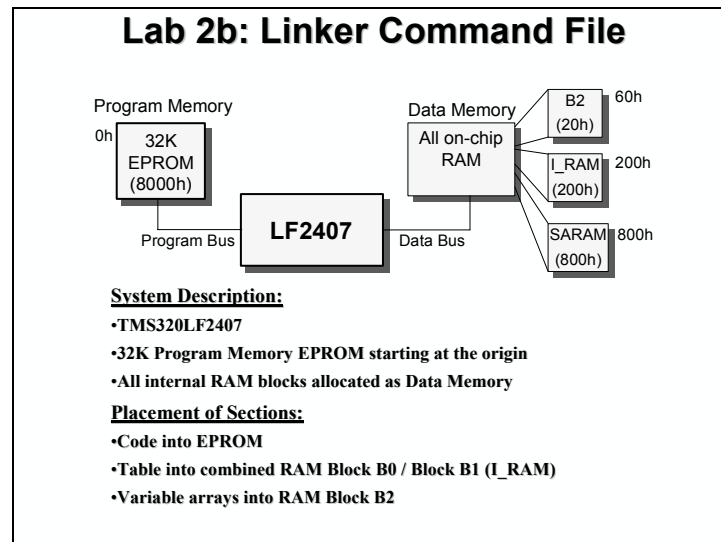 Lab 2b: Linker Command File
Program Memory
0h
32K
EPROM
(8000h)
Program Bus
LF2407
Data Bus
Data Memory
All on-chip
RAM
B2
(20h)
60h
I_RAM
(200h)
200h
SARAM
(800h)
800h
System Description:
•TMS320LF2407
•32K Program Memory EPROM starting at the origin
•All internal RAM blocks allocated as Data Memory
Placement of Sections:
•Code into EPROM
•Table into combined RAM Block B0 / Block B1 (I_RAM)
•Variable arrays into RAM Block B2